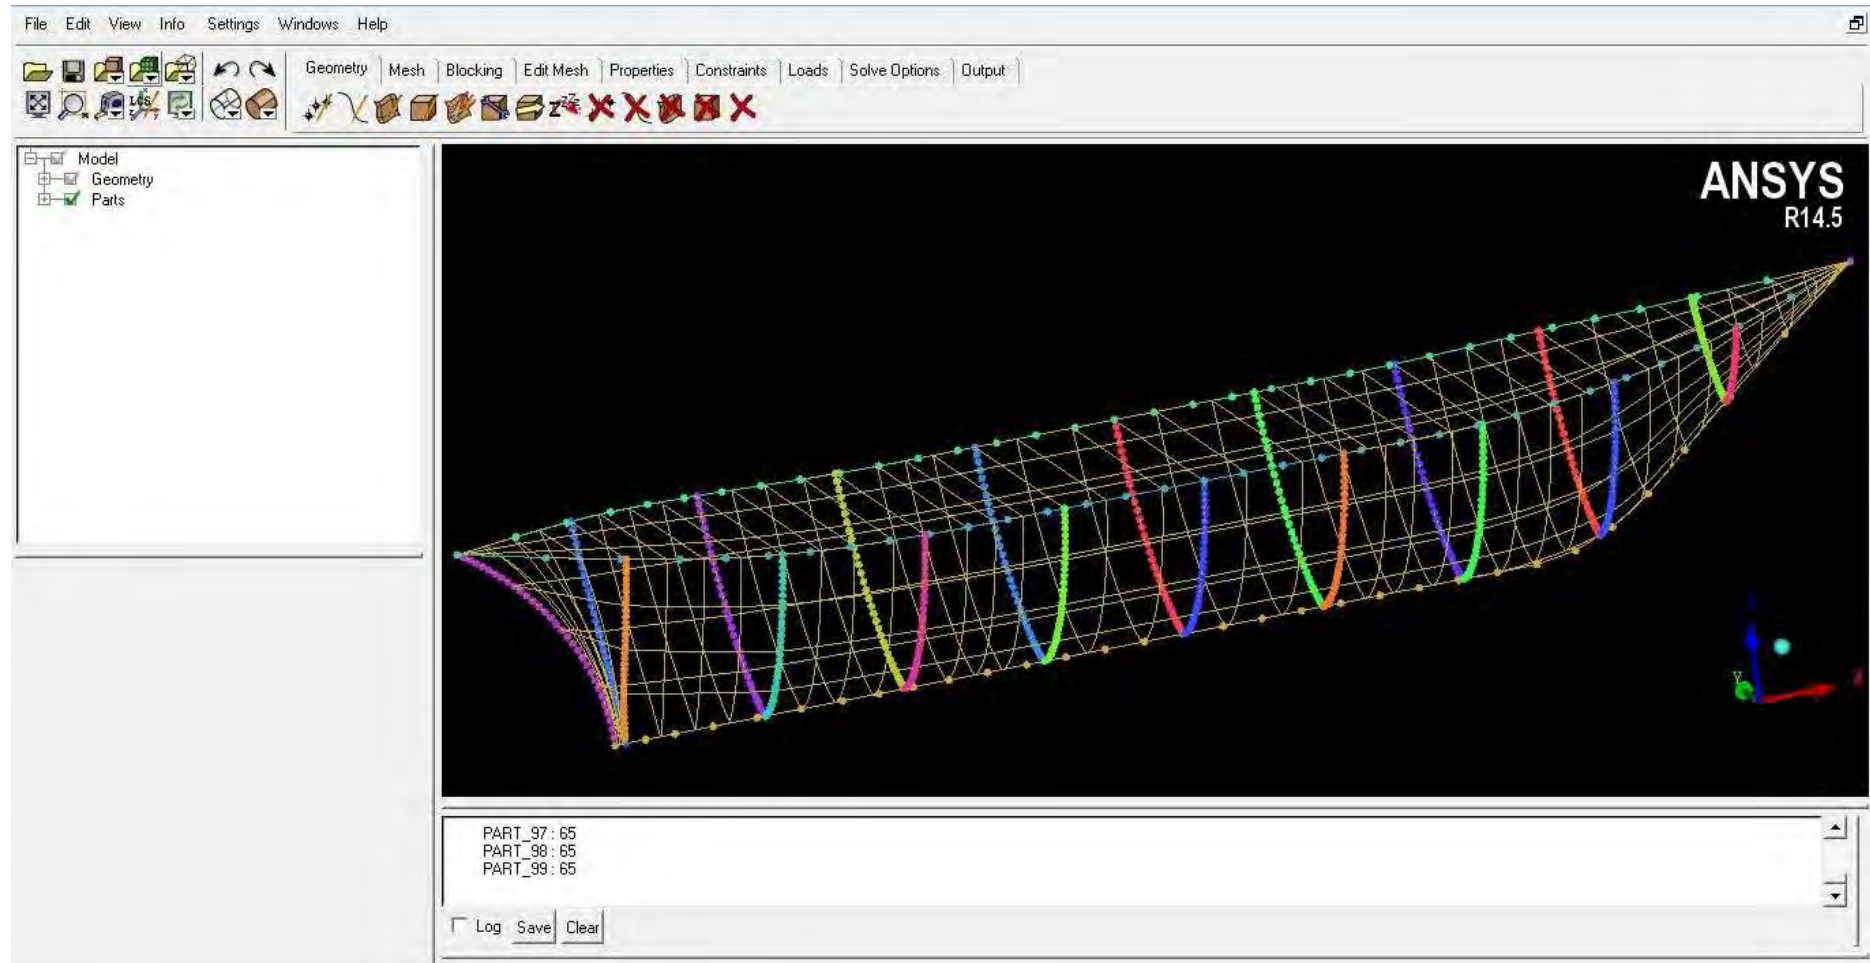 File Edit View Info Settings Windows Help
Geometry Mesh Blocking Edit Mesh Properties Constraints Loads Solve Options Output
LCS
Model
Geometry
Parts
ANSYS
R14.5
Y
PART_97 : 65
PART_98 : 65
PART_99 : 65
Log Save Clear